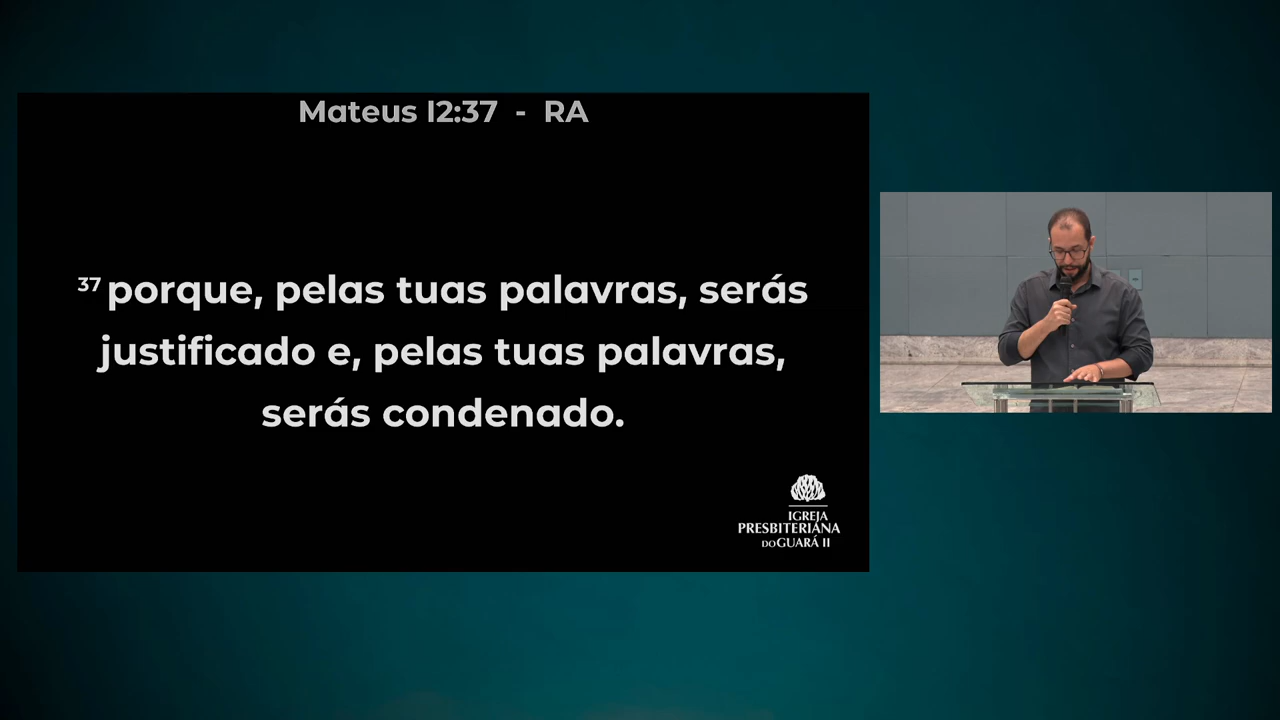 Mateus 12:37 - RA
37 porque, pelas tuas palavras, serás
justificado e, pelas tuas palavras,
serás condenado.
IGREJA
PRESBITERIANA
DO GUARÁ II